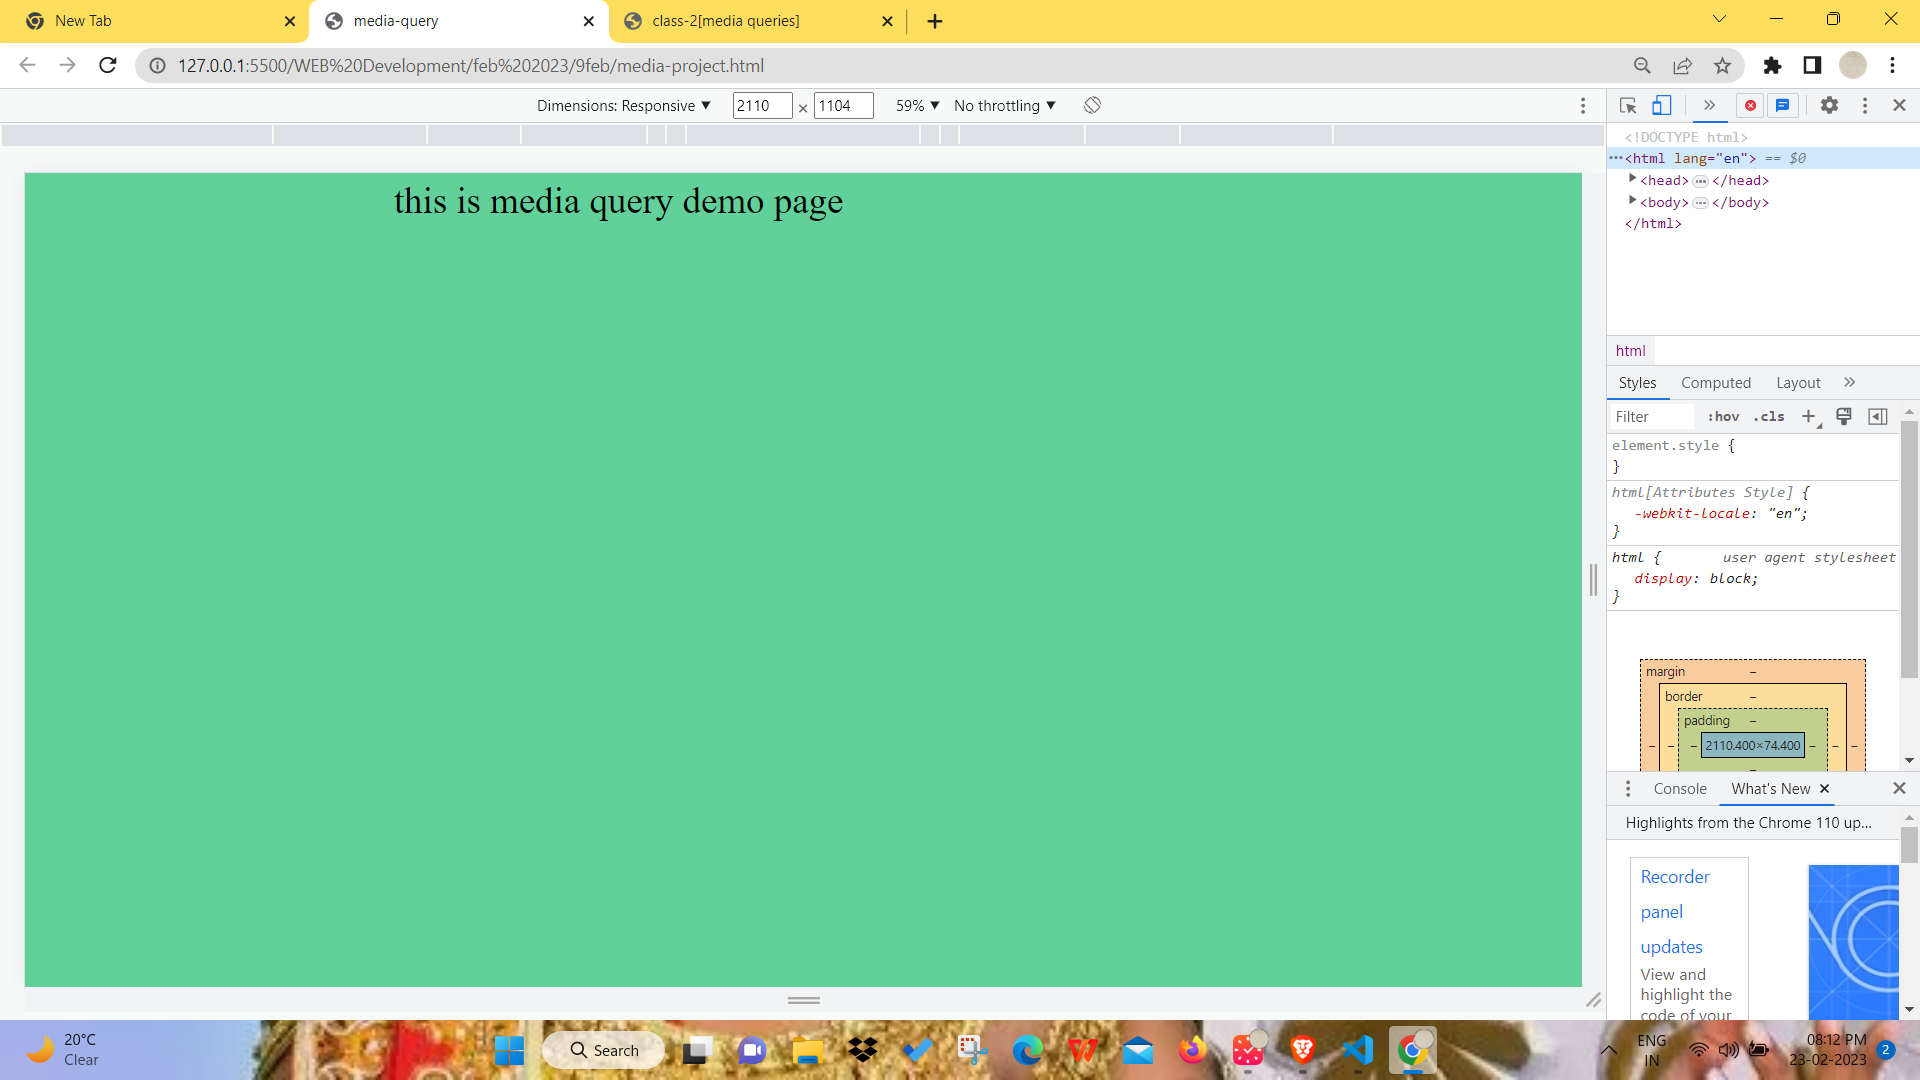 New Tab
media-query
class-2[media queries]
127.0.0.1:5500/WEB%20Development/feb%202023/9feb/media-project.html
Dimensions: Responsive ▼ 2110 × 1104 59% ▼ No throttling ▼
<!DOCTYPE html>
···<html lang="en"> == $0
<head> ··· </head>
<body> ··· </body>
</html>
this is media query demo page
html
Styles Computed Layout »
Filter :hov .cls +
element.style {
}
html[Attributes Style] {
-webkit-locale: "en";
}
html { user agent stylesheet
display: block;
}
margin –
border –
padding –
– – – 2110.400×74.400 – – –
–
Console What's New
Highlights from the Chrome 110 up...
Recorder
panel
updates
View and
highlight the
code of your
20°C
Clear
Search
ENG
IN
08:12 PM
23-02-2023
2